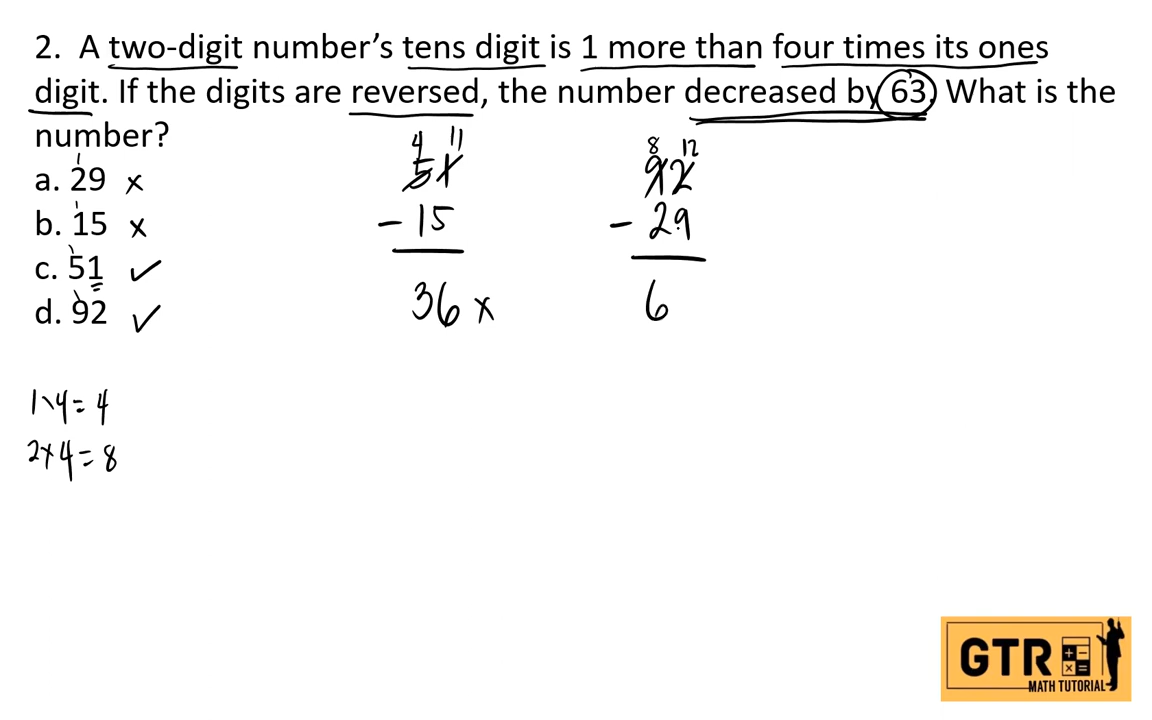 2. A two-digit number’s tens digit is 1 more than four times its ones
digit. If the digits are reversed, the number decreased by 63. What is the
number?
a. 29 x
b. 15 x
c. 51 ✓
d. 92 ✓
4 11
51
- 15
36 x
8 12
92
- 29
6
1x4=4
2x4=8
GTR
MATH TUTORIAL